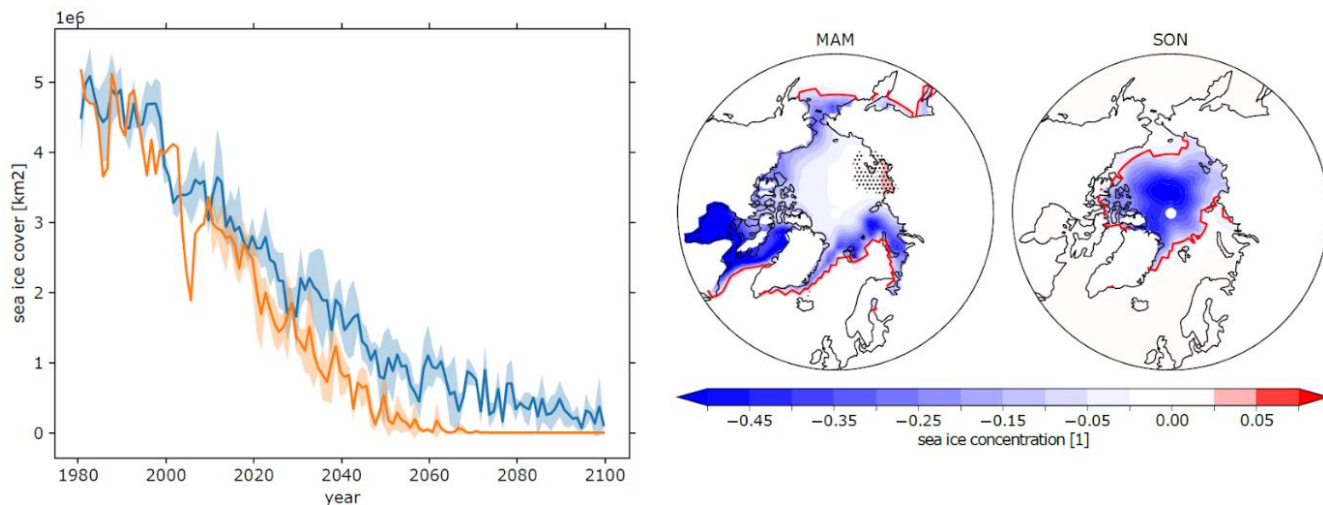 1e6
sea ice cover [km2]
5
4
3
2
1
0
1980 2000 2020 2040 2060 2080 2100
year
MAM SON
−0.45 −0.35 −0.25 −0.15 −0.05 0.00 0.05
sea ice concentration [1]